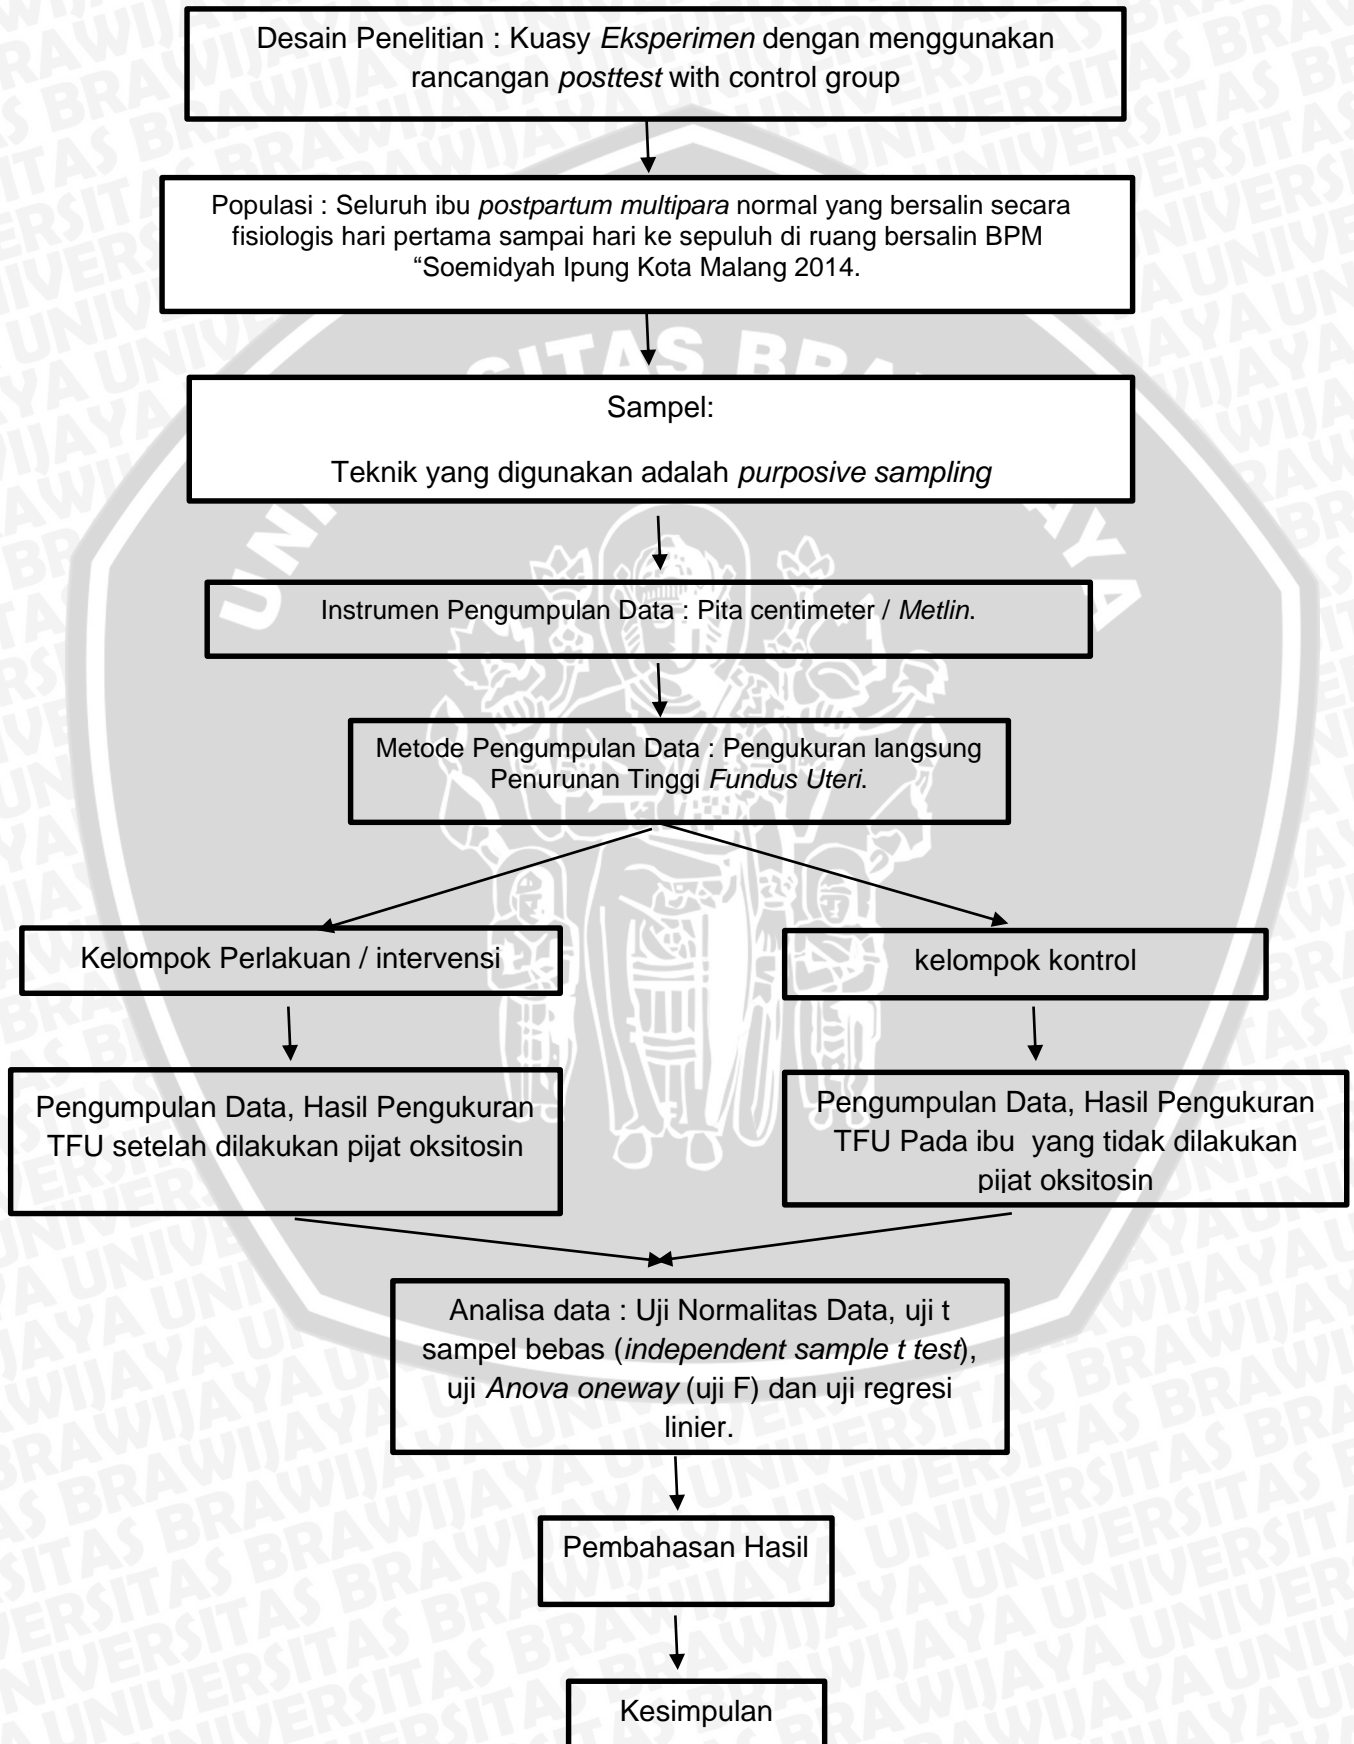 Desain Penelitian : Kuasy Eksperimen dengan menggunakan
rancangan posttest with control group
Populasi : Seluruh ibu postpartum multipara normal yang bersalin secara
fisiologis hari pertama sampai hari ke sepuluh di ruang bersalin BPM
“Soemidyah Ipung Kota Malang 2014.
Sampel:
Teknik yang digunakan adalah purposive sampling
Instrumen Pengumpulan Data : Pita centimeter / Metlin.
Metode Pengumpulan Data : Pengukuran langsung
Penurunan Tinggi Fundus Uteri.
Kelompok Perlakuan / intervensi
kelompok kontrol
Pengumpulan Data, Hasil Pengukuran
TFU setelah dilakukan pijat oksitosin
Pengumpulan Data, Hasil Pengukuran
TFU Pada ibu yang tidak dilakukan
pijat oksitosin
Analisa data : Uji Normalitas Data, uji t
sampel bebas (independent sample t test),
uji Anova oneway (uji F) dan uji regresi
linier.
Pembahasan Hasil
Kesimpulan